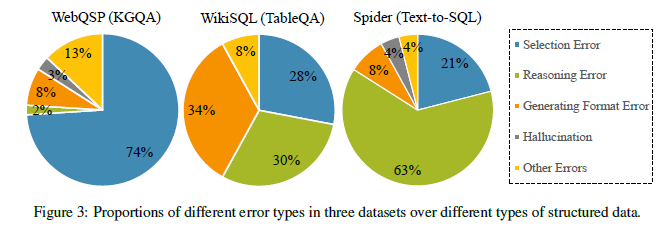 WebQSP (KGQA)
WikiSQL (TableQA)
Spider (Text-to-SQL)
13%
3%
8%
2%
74%
8%
28%
34%
30%
4%
4%
8%
21%
63%
Selection Error
Reasoning Error
Generating Format Error
Hallucination
Other Errors
Figure 3: Proportions of different error types in three datasets over different types of structured data.